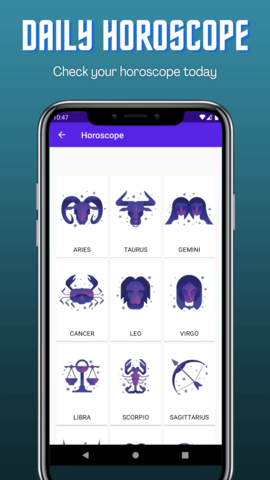 DAILY HOROSCOPE
Check your horoscope today
10:47
Horoscope
ARIES TAURUS GEMINI
CANCER LEO VIRGO
LIBRA SCORPIO SAGITTARIUS